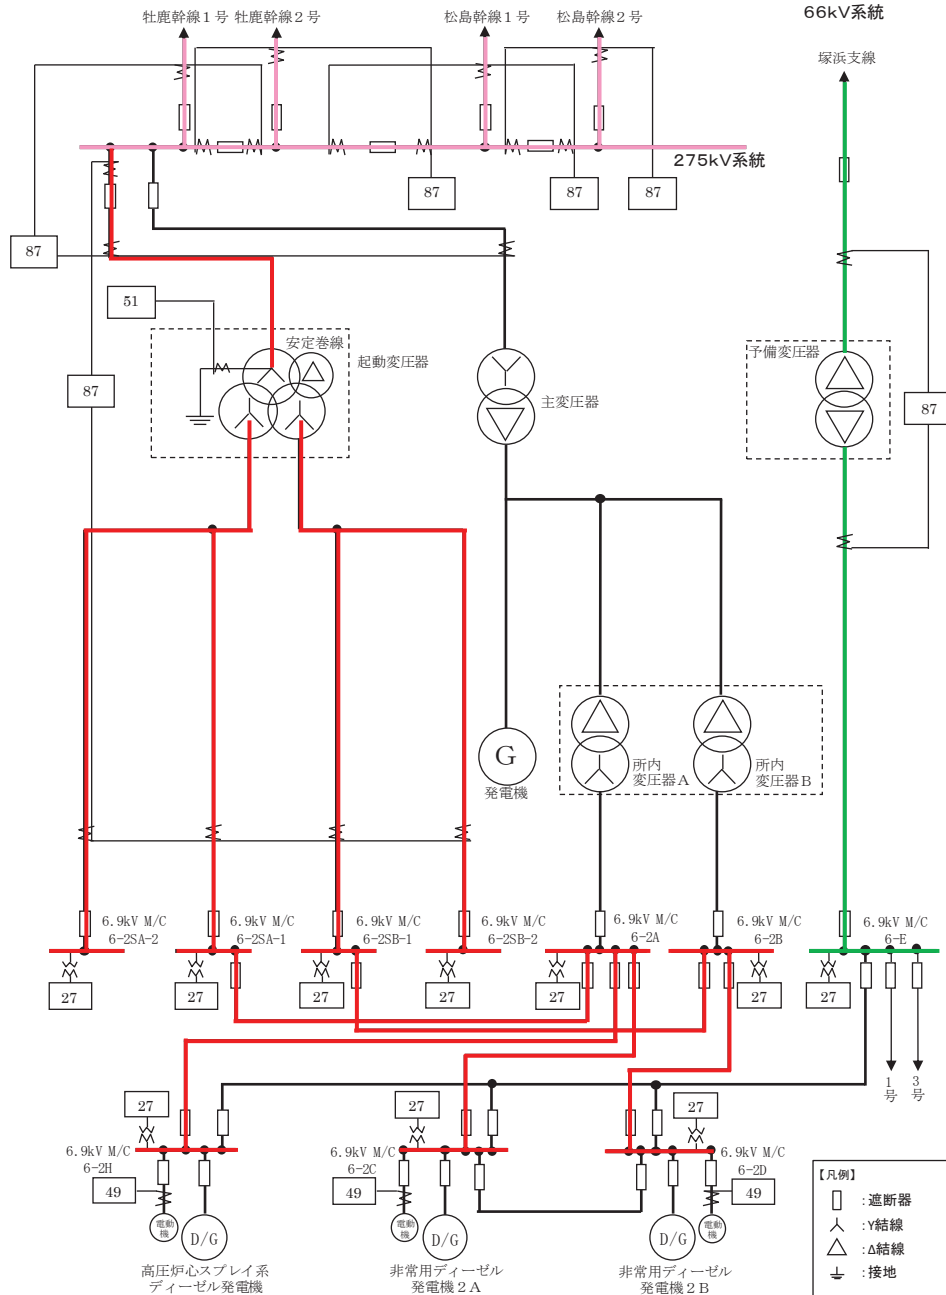 66kV系統
牡鹿幹線1号
牡鹿幹線2号
松島幹線1号
松島幹線2号
塚浜支線
275kV系統
87
87
87
87
51
安定巻線
起動変圧器
予備変圧器
87
主変圧器
87
G
発電機
所内
変圧器A
所内
変圧器B
6.9kV M/C
6-2SA-2
6.9kV M/C
6-2SA-1
6.9kV M/C
6-2SB-1
6.9kV M/C
6-2SB-2
6.9kV M/C
6-2A
6.9kV M/C
6-2B
6.9kV M/C
6-E
27
27
27
27
27
27
27
1号
3号
27
27
27
6.9kV M/C
6-2H
6.9kV M/C
6-2C
6.9kV M/C
6-2D
49
49
49
電動機
D/G
電動機
D/G
D/G
電動機
高圧炉心スプレイ系
ディーゼル発電機
非常用ディーゼル
発電機2A
非常用ディーゼル
発電機2B
【凡例】
:遮断器
:Y結線
:Δ結線
:接地